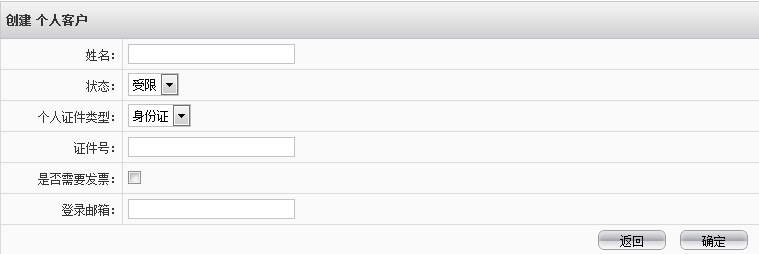 创建 个人客户
姓名：
状态： 受限
个人证件类型： 身份证
证件号：
是否需要发票：
登录邮箱：
返回 确定